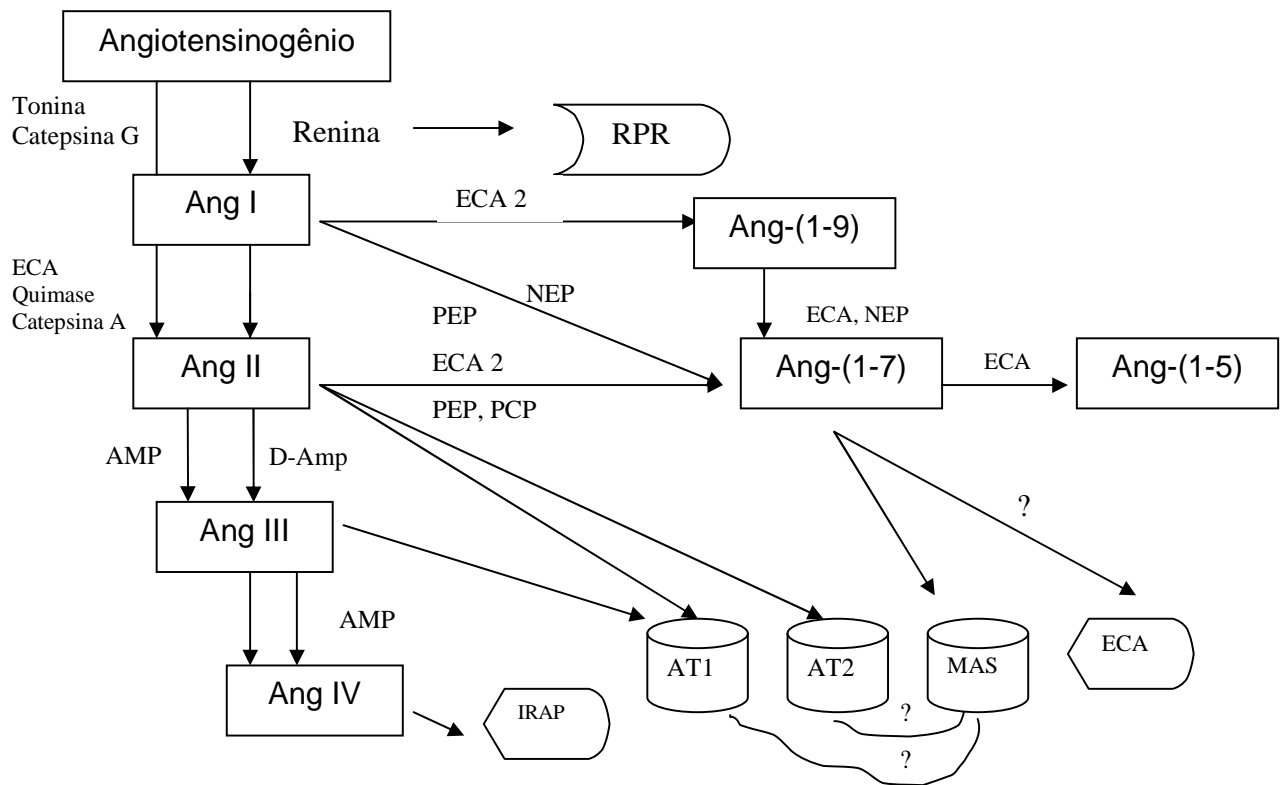 Angiotensinogênio
Tonina
Catepsina G
Renina
RPR
Ang I
ECA 2
Ang-(1-9)
ECA
Quimase
Catepsina A
NEP
PEP
ECA, NEP
Ang II
ECA 2
Ang-(1-7)
ECA
Ang-(1-5)
PEP, PCP
AMP
D-Amp
Ang III
?
AMP
AT1
AT2
MAS
ECA
Ang IV
IRAP
?
?